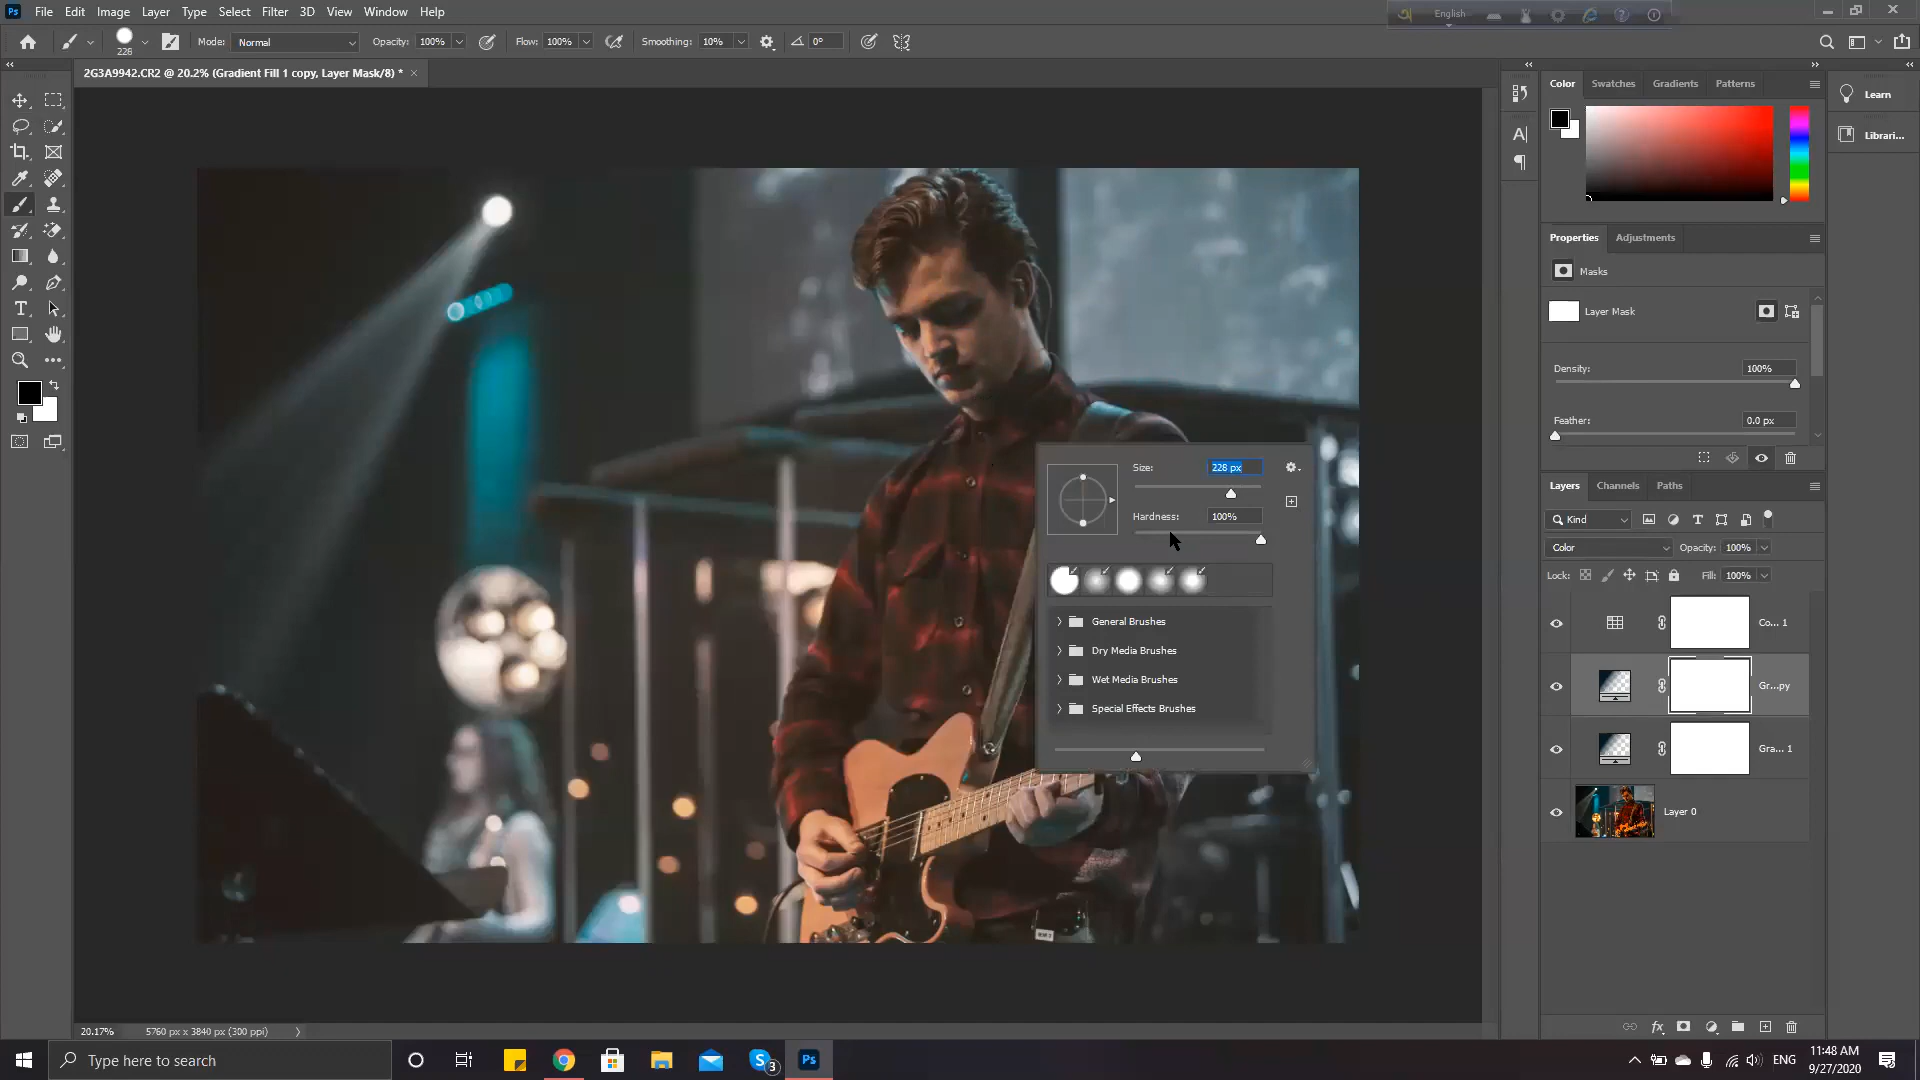 Ps File Edit Image Layer Type Select Filter 3D View Window Help
English
228 Mode: Normal Opacity: 100% Flow: 100% Smoothing: 10% 0°
2G3A9942.CR2 @ 20.2% (Gradient Fill 1 copy, Layer Mask/8) * ×
Color Swatches Gradients Patterns
Learn
Librari...
Properties Adjustments
Masks
Layer Mask
Density: 100%
Feather: 0.0 px
Size: 228 px
Hardness: 100%
General Brushes
Dry Media Brushes
Wet Media Brushes
Special Effects Brushes
Layers Channels Paths
Kind
Color Opacity: 100%
Lock: Fill: 100%
Co... 1
Gr...py
Gra... 1
Layer 0
fx
20.17% 5760 px x 3840 px (300 ppi)
Type here to search
S 3
Ps
ENG
11:48 AM
9/27/2020